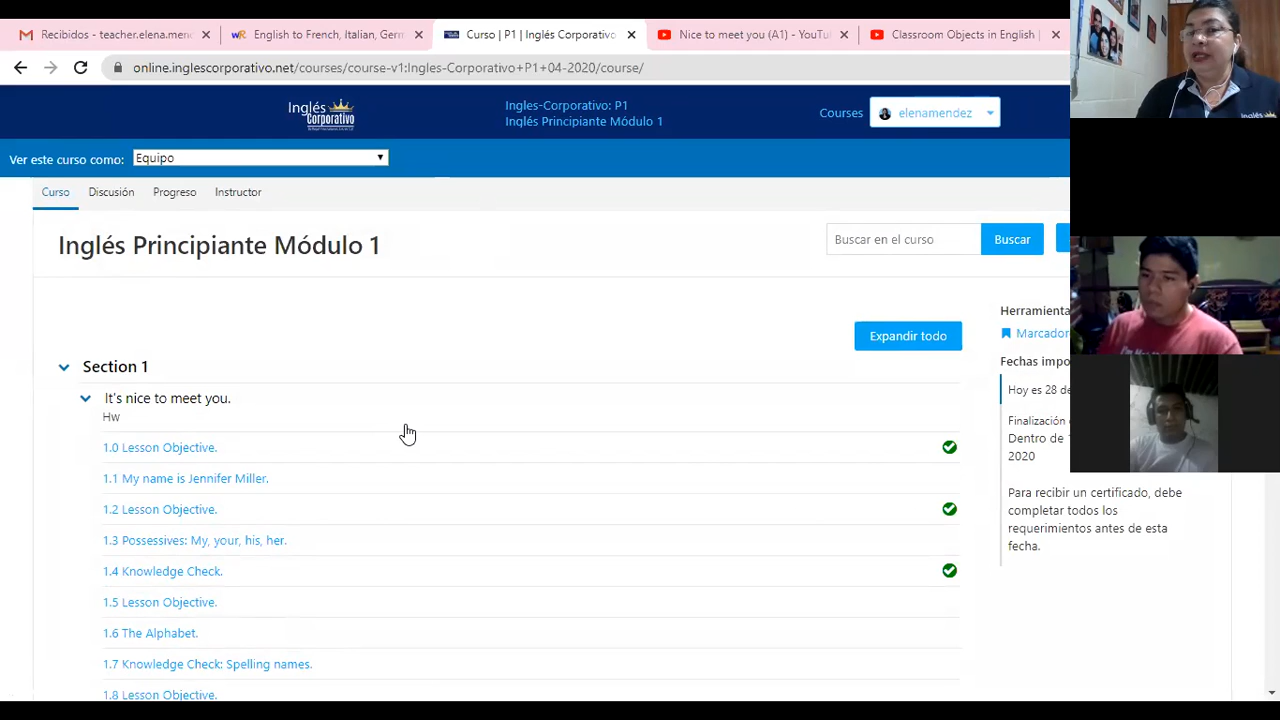 Recibidos - teacher.elena.men
English to French, Italian, Germ
Curso | P1 | Inglés Corporativo
Nice to meet you (A1) - YouTu
Classroom Objects in English |
online.inglescorporativo.net/courses/course-v1:Ingles-Corporativo+P1+04-2020/course/
Inglés
Corporativo
Ingles-Corporativo: P1
Inglés Principiante Módulo 1
Courses
elenamendez
Ver este curso como:
Equipo
Curso
Discusión
Progreso
Instructor
Inglés Principiante Módulo 1
Buscar en el curso
Buscar
Expandir todo
Herramienta
Marcador
Fechas impo
Hoy es 28 de
Finalización
Dentro de 1
2020
Para recibir un certificado, debe
completar todos los
requerimientos antes de esta
fecha.
Section 1
It's nice to meet you.
Hw
1.0 Lesson Objective.
1.1 My name is Jennifer Miller.
1.2 Lesson Objective.
1.3 Possessives: My, your, his, her.
1.4 Knowledge Check.
1.5 Lesson Objective.
1.6 The Alphabet.
1.7 Knowledge Check: Spelling names.
1.8 Lesson Objective.